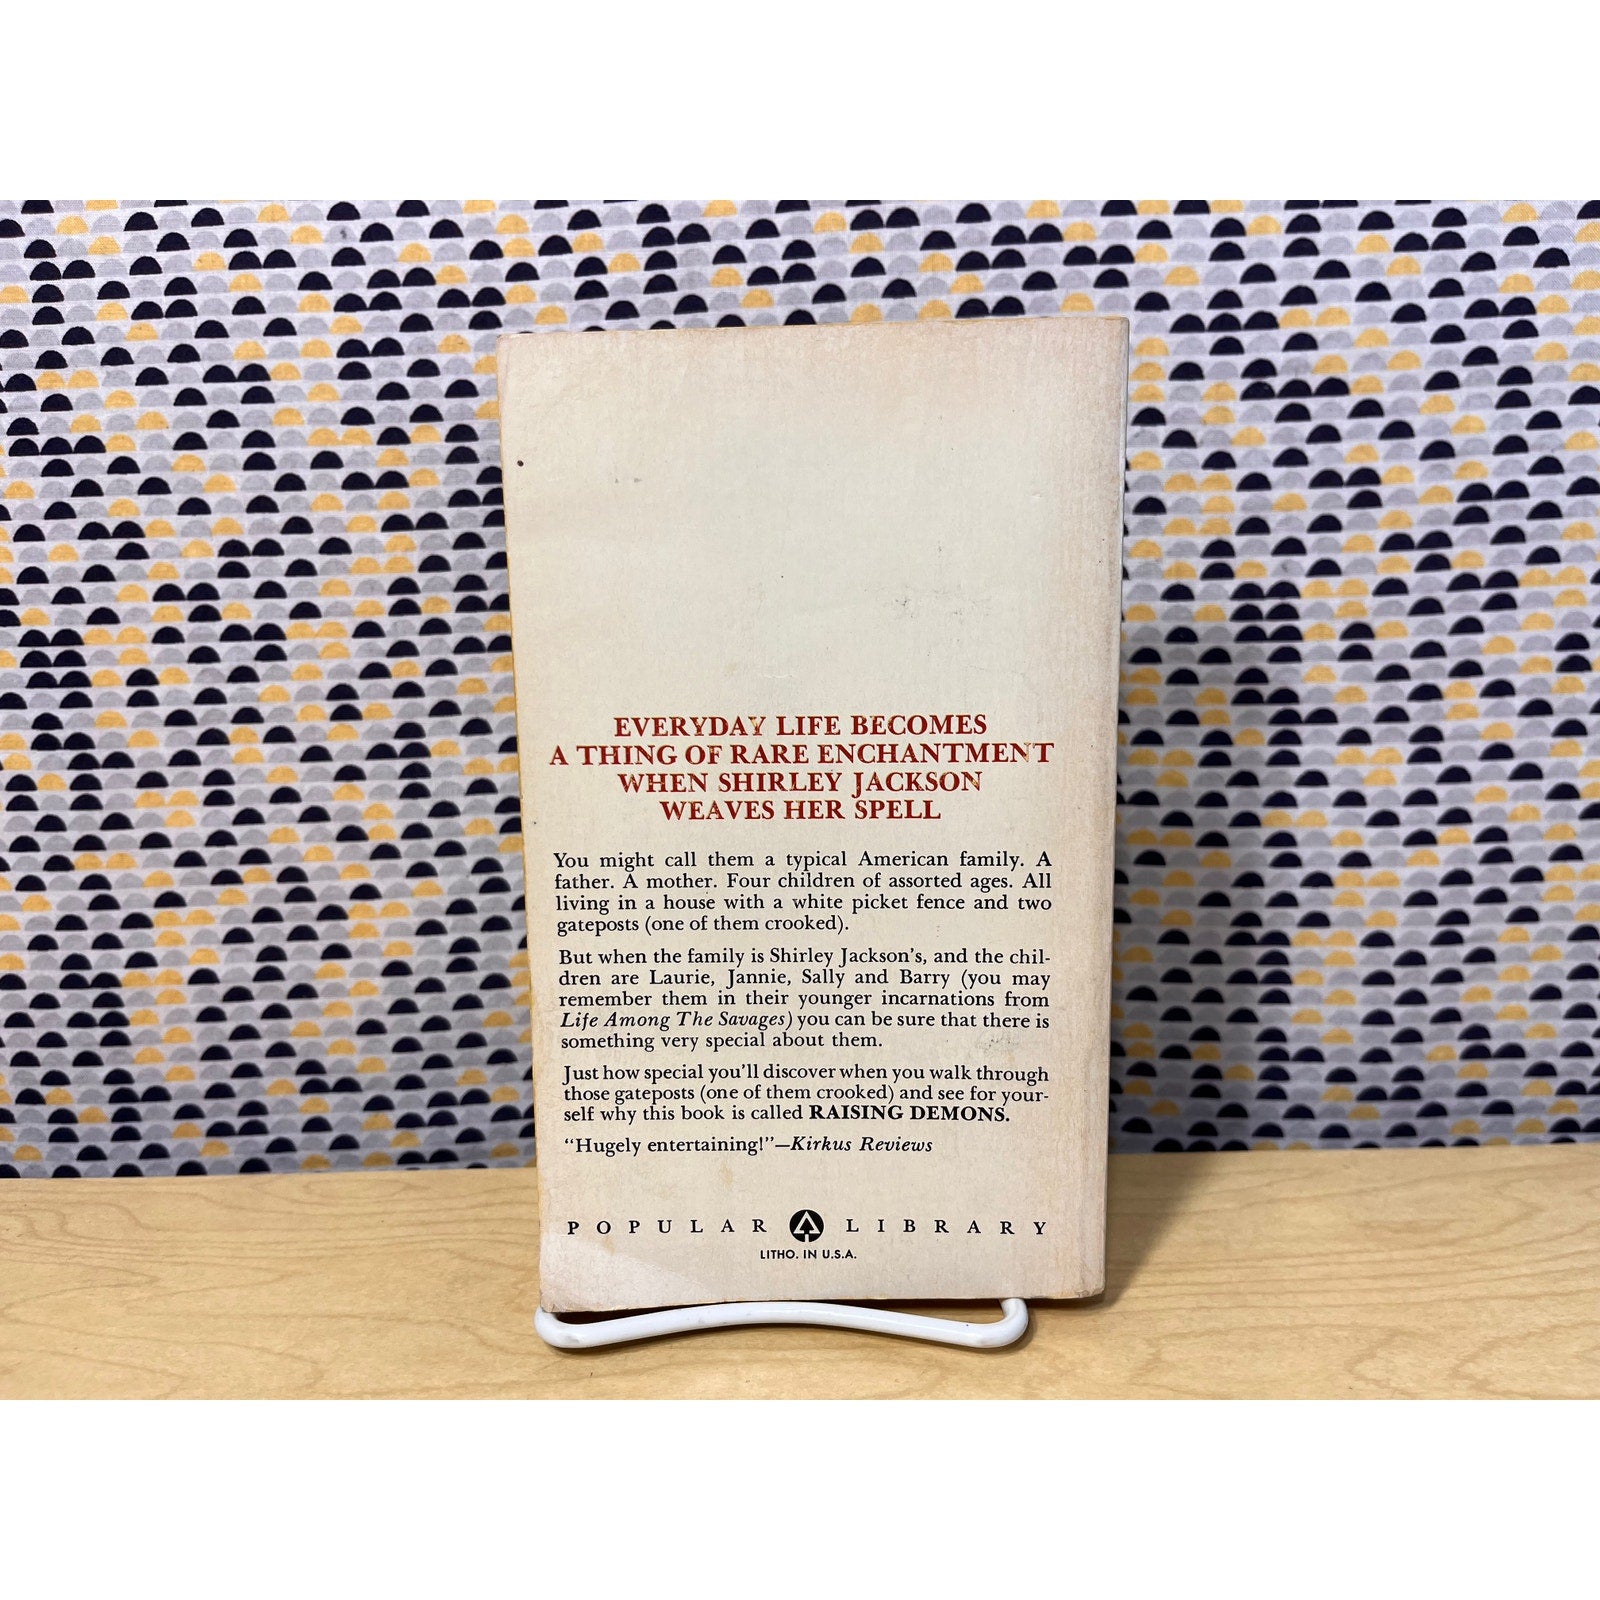 EVERYDAY LIFE BECOMES
A THING OF RARE ENCHANTMENT
WHEN SHIRLEY JACKSON
WEAVES HER SPELL
You might call them a typical American family. A
father. A mother. Four children of assorted ages. All
living in a house with a white picket fence and two
gateposts (one of them crooked).
But when the family is Shirley Jackson's, and the chil-
dren are Laurie, Jannie, Sally and Barry (you may
remember them in their younger incarnations from
Life Among The Savages) you can be sure that there is
something very special about them.
Just how special you'll discover when you walk through
those gateposts (one of them crooked) and see for your-
self why this book is called RAISING DEMONS.
"Hugely entertaining!"—Kirkus Reviews
POPULAR LIBRARY
LITHO. IN U.S.A.